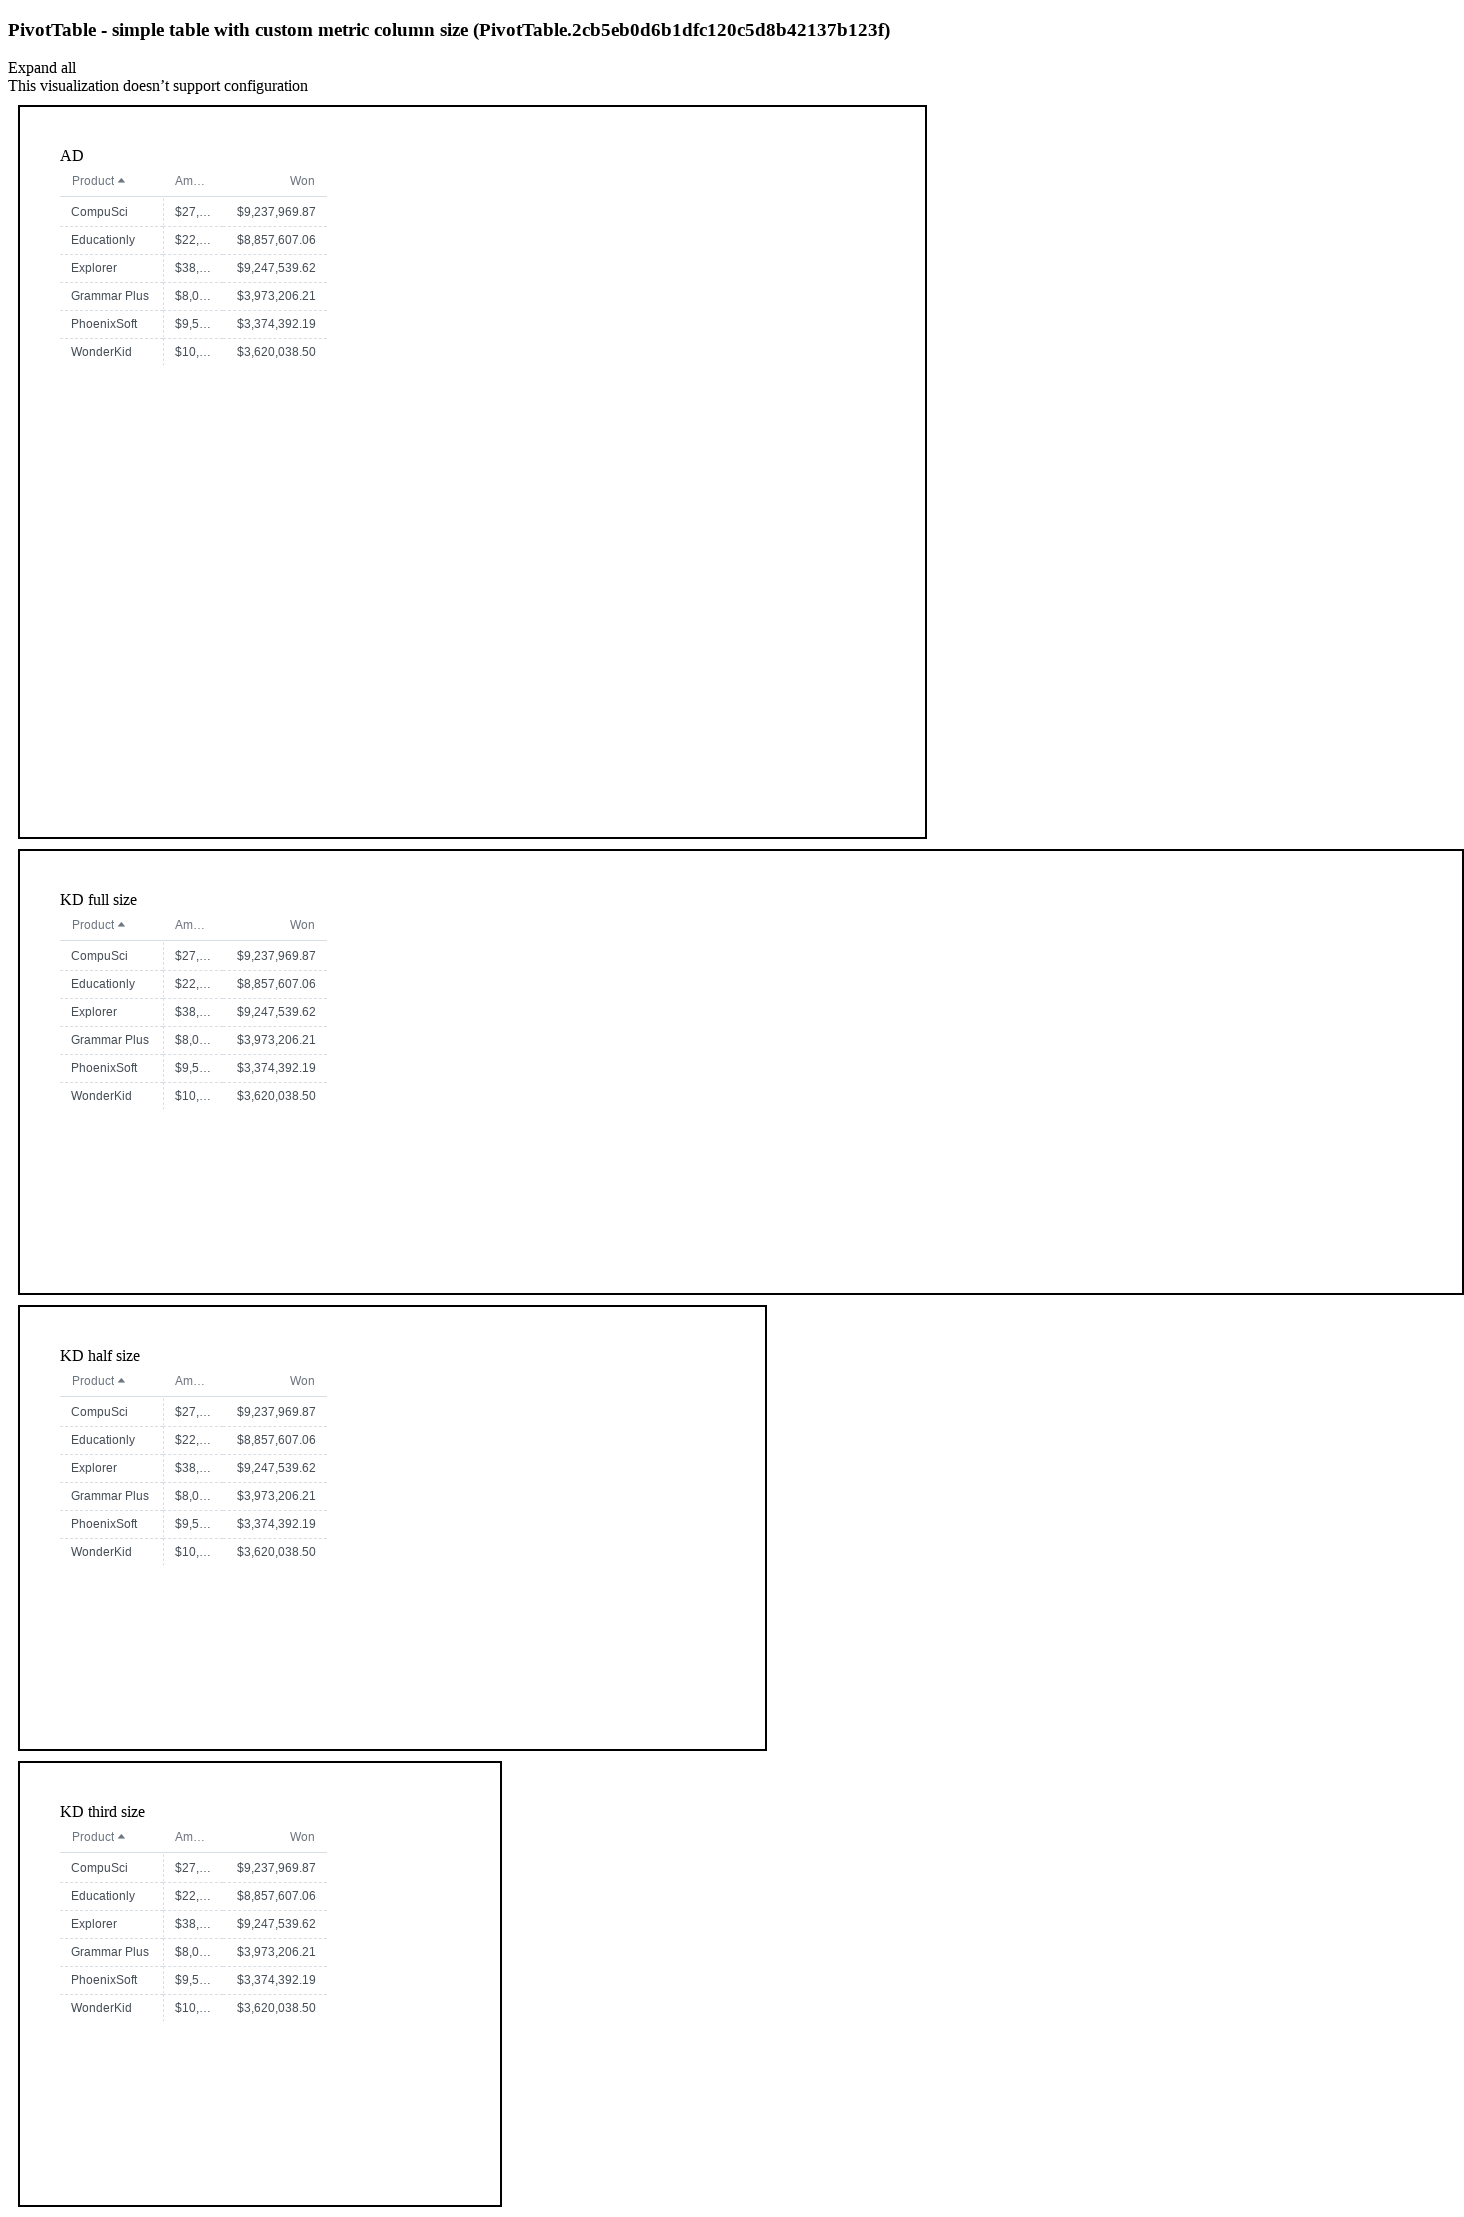 PivotTable - simple table with custom metric column size (PivotTable.2cb5eb0d6b1dfc120c5d8b42137b123f)
Expand all
This visualization doesn’t support configuration
AD
Product Am… Won
CompuSci $27,… $9,237,969.87
Educationly $22,… $8,857,607.06
Explorer $38,… $9,247,539.62
Grammar Plus $8,0… $3,973,206.21
PhoenixSoft $9,5… $3,374,392.19
WonderKid $10,… $3,620,038.50
KD full size
Product Am… Won
CompuSci $27,… $9,237,969.87
Educationly $22,… $8,857,607.06
Explorer $38,… $9,247,539.62
Grammar Plus $8,0… $3,973,206.21
PhoenixSoft $9,5… $3,374,392.19
WonderKid $10,… $3,620,038.50
KD half size
Product Am… Won
CompuSci $27,… $9,237,969.87
Educationly $22,… $8,857,607.06
Explorer $38,… $9,247,539.62
Grammar Plus $8,0… $3,973,206.21
PhoenixSoft $9,5… $3,374,392.19
WonderKid $10,… $3,620,038.50
KD third size
Product Am… Won
CompuSci $27,… $9,237,969.87
Educationly $22,… $8,857,607.06
Explorer $38,… $9,247,539.62
Grammar Plus $8,0… $3,973,206.21
PhoenixSoft $9,5… $3,374,392.19
WonderKid $10,… $3,620,038.50